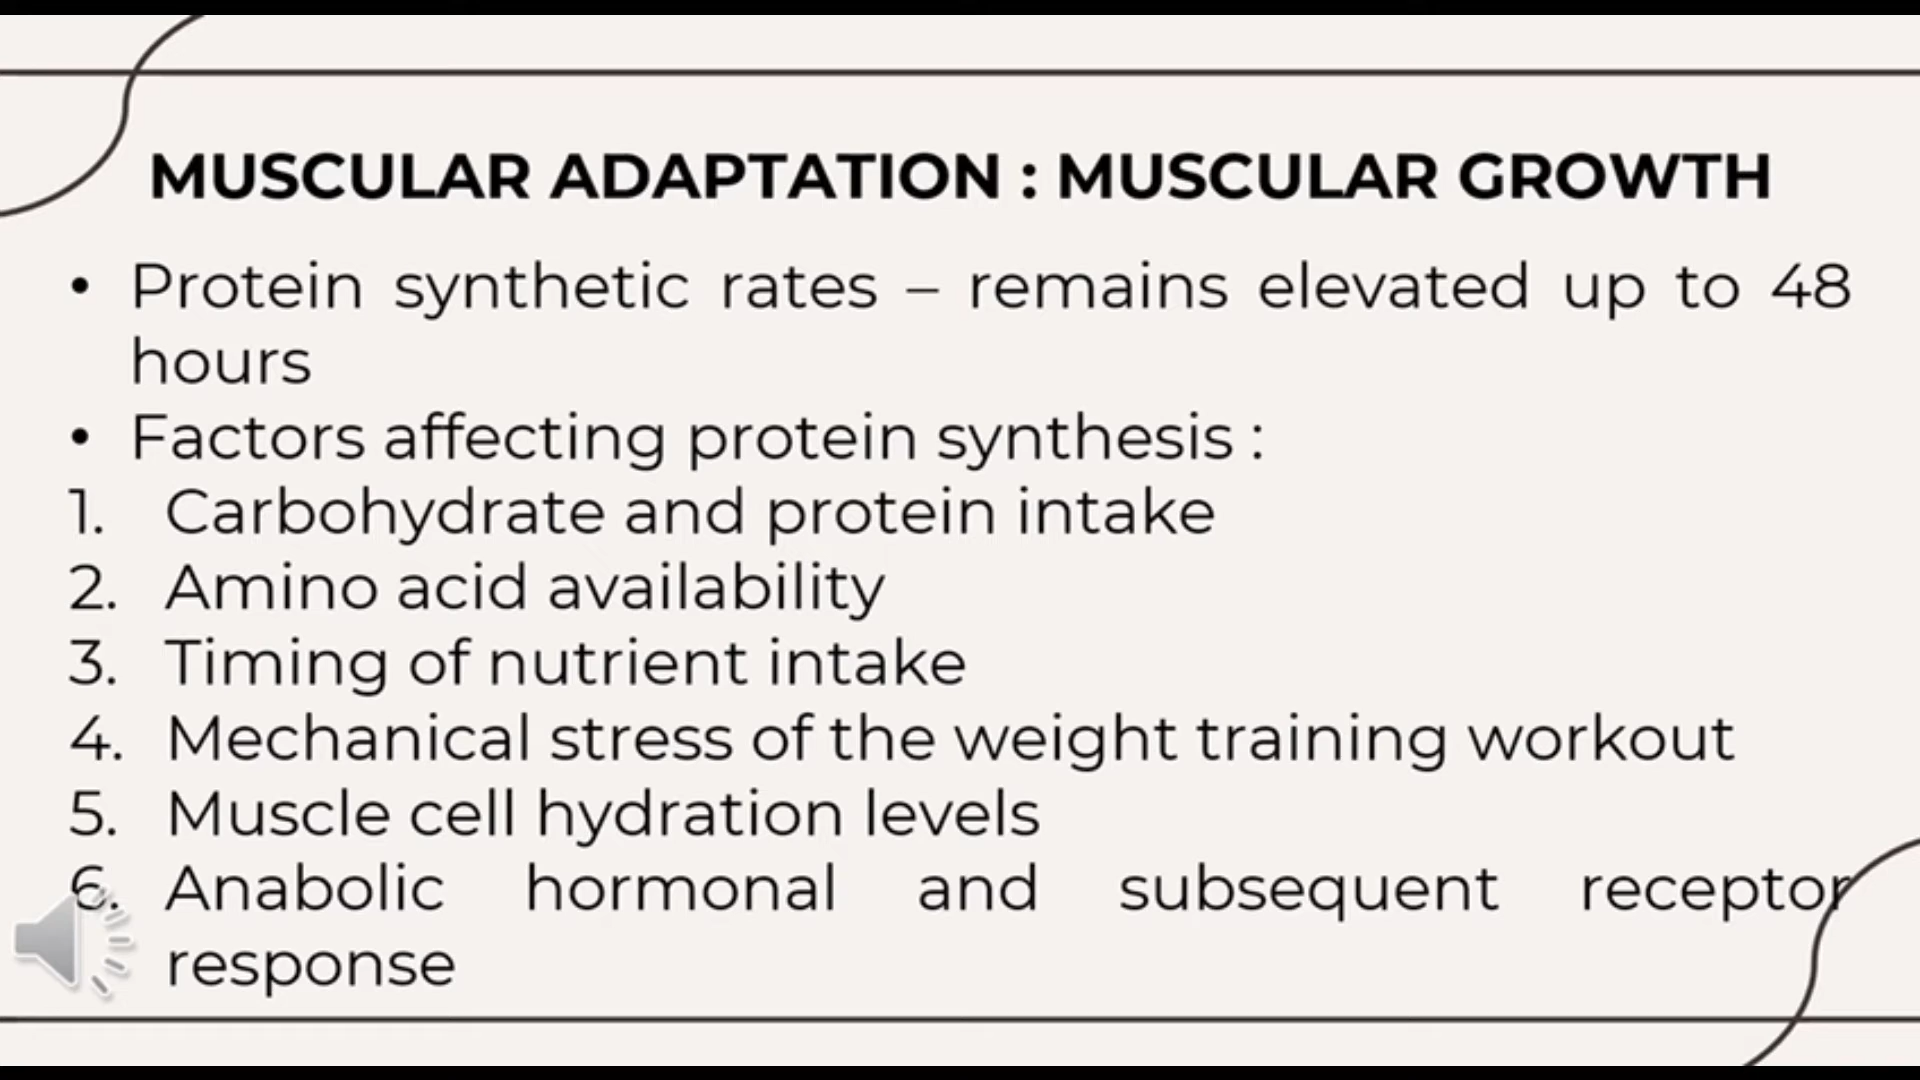 MUSCULAR ADAPTATION : MUSCULAR GROWTH
• Protein synthetic rates – remains elevated up to 48
hours
• Factors affecting protein synthesis :
1. Carbohydrate and protein intake
2. Amino acid availability
3. Timing of nutrient intake
4. Mechanical stress of the weight training workout
5. Muscle cell hydration levels
6. Anabolic hormonal and subsequent receptor
response